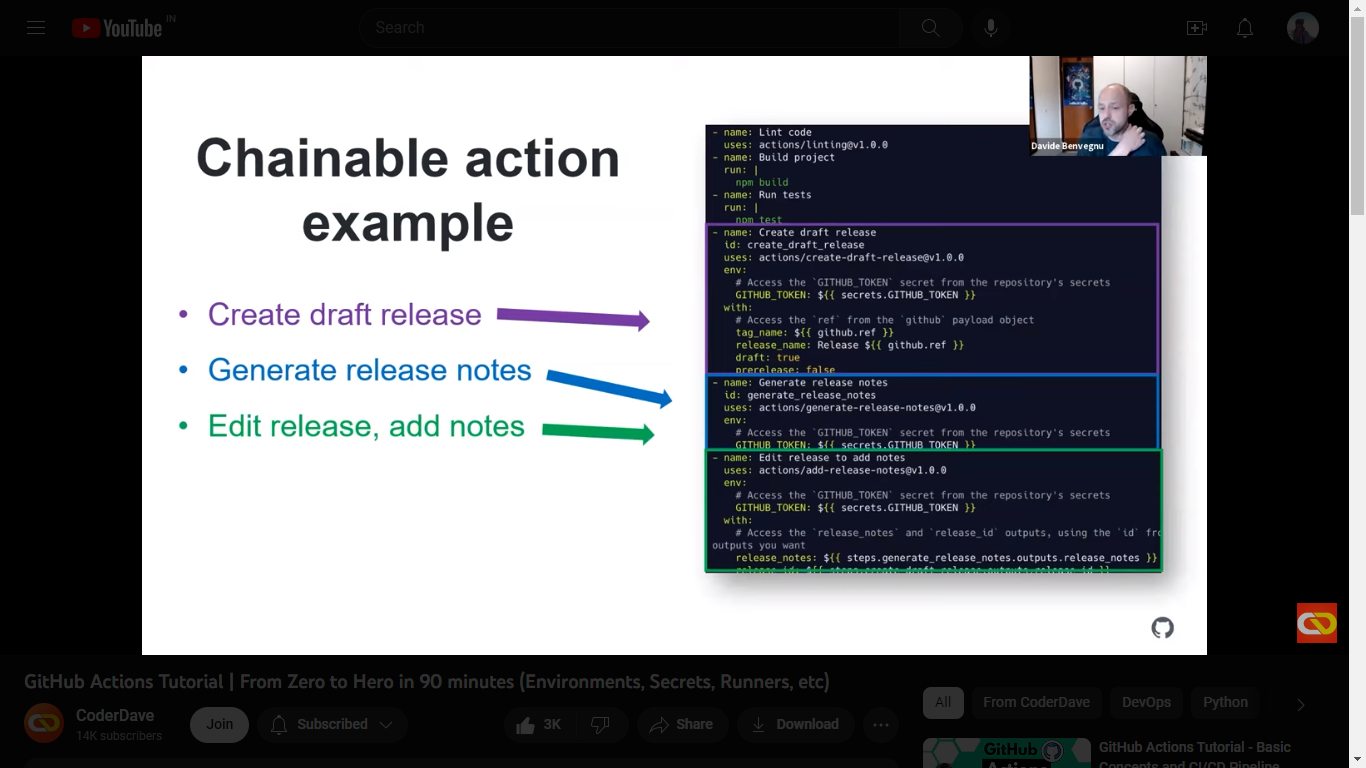 YouTube IN
Search
Chainable action
example
• Create draft release
• Generate release notes
• Edit release, add notes
- name: Lint code
uses: actions/linting@v1.0.0
- name: Build project
run: |
npm build
- name: Run tests
run: |
npm test
- name: Create draft release
id: create_draft_release
uses: actions/create-draft-release@v1.0.0
env:
# Access the `GITHUB_TOKEN` secret from the repository's secrets
GITHUB_TOKEN: ${{ secrets.GITHUB_TOKEN }}
with:
# Access the `ref` from the `github` payload object
tag_name: ${{ github.ref }}
release_name: Release ${{ github.ref }}
draft: true
prerelease: false
- name: Generate release notes
id: generate_release_notes
uses: actions/generate-release-notes@v1.0.0
env:
# Access the `GITHUB_TOKEN` secret from the repository's secrets
GITHUB_TOKEN: ${{ secrets.GITHUB_TOKEN }}
- name: Edit release to add notes
uses: actions/add-release-notes@v1.0.0
env:
# Access the `GITHUB_TOKEN` secret from the repository's secrets
GITHUB_TOKEN: ${{ secrets.GITHUB_TOKEN }}
with:
# Access the `release_notes` and `release_id` outputs, using the `id` fro
outputs you want
release_notes: ${{ steps.generate_release_notes.outputs.release_notes }}
release_id: ${{ steps.create_draft_release.outputs.release_id }}
Davide Benvegnu
GitHub Actions Tutorial | From Zero to Hero in 90 minutes (Environments, Secrets, Runners, etc)
CoderDave
14K subscribers
Join
Subscribed
3K
Share
Download
All
From CoderDave
DevOps
Python
GitHub
Actions
GitHub Actions Tutorial - Basic
Concepts and CI/CD Pipeline